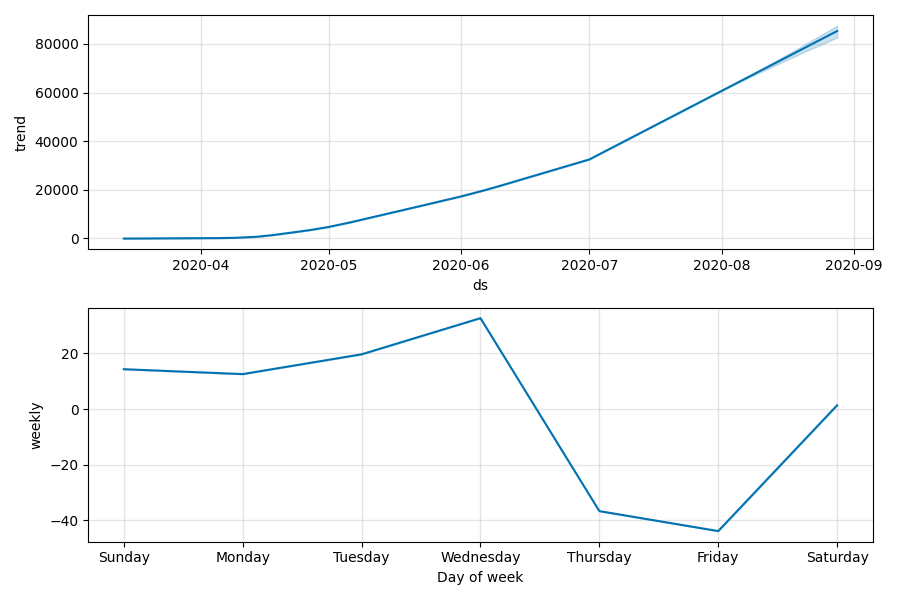 80000
60000
40000
20000
0
trend
2020-04 2020-05 2020-06 2020-07 2020-08 2020-09
ds
20
0
−20
−40
weekly
Sunday Monday Tuesday Wednesday Thursday Friday Saturday
Day of week